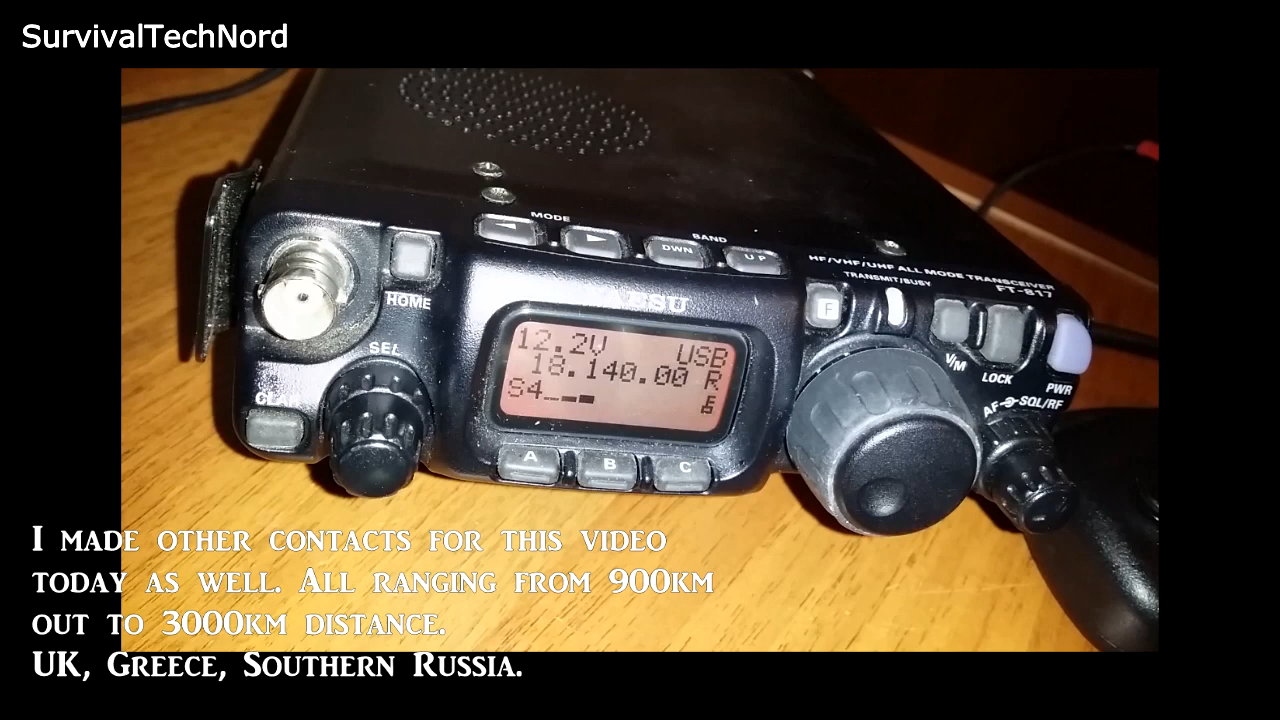 SurvivalTechNord
MODE
BAND
DWN
UP
HOME
HF/VHF/UHF ALL MODE TRANSCEIVER
FT-817
TRANSMIT/BUSY
F
SEL
12.2V USB
18.140.00 R
S4
V/M
LOCK
PWR
AF SQL/RF
A
B
C
I MADE OTHER CONTACTS FOR THIS VIDEO
TODAY AS WELL. ALL RANGING FROM 900KM
OUT TO 3000KM DISTANCE.
UK, GREECE, SOUTHERN RUSSIA.